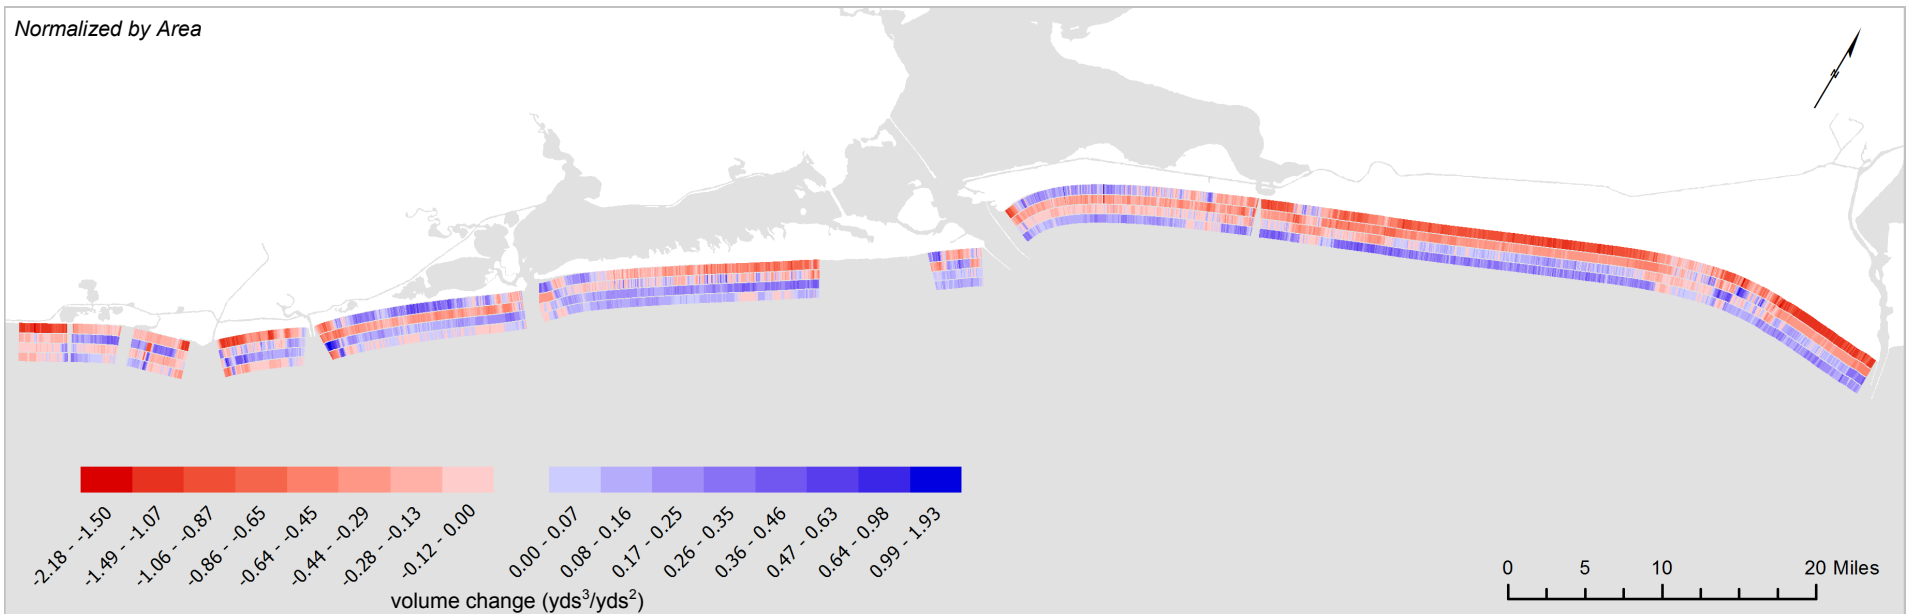 Normalized by Area
N
-2.18 - -1.50
-1.49 - -1.07
-1.06 - -0.87
-0.86 - -0.65
-0.64 - -0.45
-0.44 - -0.29
-0.28 - -0.13
-0.12 - 0.00
0.00 - 0.07
0.08 - 0.16
0.17 - 0.25
0.26 - 0.35
0.36 - 0.46
0.47 - 0.63
0.64 - 0.98
0.99 - 1.93
volume change (yds³/yds²)
0 5 10 20 Miles